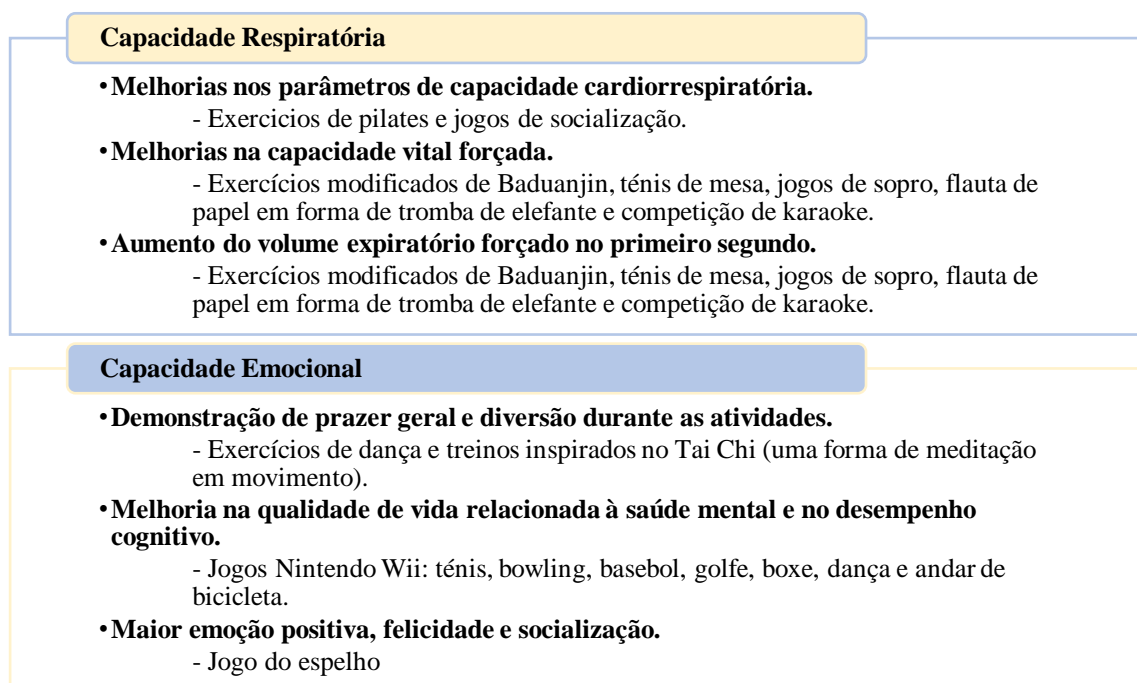 Capacidade Respiratória
•Melhorias nos parâmetros de capacidade cardiorrespiratória.
- Exercicios de pilates e jogos de socialização.
•Melhorias na capacidade vital forçada.
- Exercícios modificados de Baduanjin, ténis de mesa, jogos de sopro, flauta de
papel em forma de tromba de elefante e competição de karaoke.
•Aumento do volume expiratório forçado no primeiro segundo.
- Exercícios modificados de Baduanjin, ténis de mesa, jogos de sopro, flauta de
papel em forma de tromba de elefante e competição de karaoke.
Capacidade Emocional
•Demonstração de prazer geral e diversão durante as atividades.
- Exercícios de dança e treinos inspirados no Tai Chi (uma forma de meditação
em movimento).
•Melhoria na qualidade de vida relacionada à saúde mental e no desempenho
cognitivo.
- Jogos Nintendo Wii: ténis, bowling, basebol, golfe, boxe, dança e andar de
bicicleta.
•Maior emoção positiva, felicidade e socialização.
- Jogo do espelho